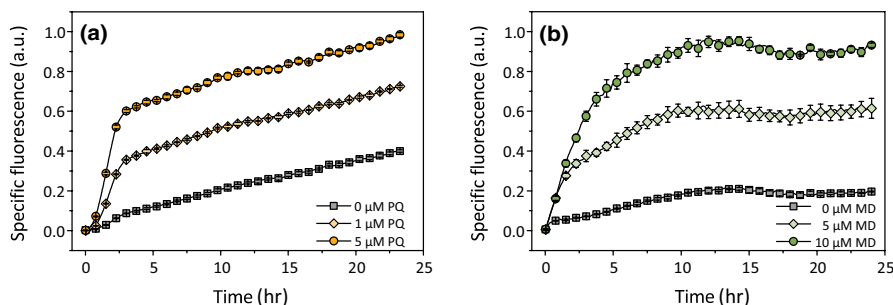 (a)
Specific fluorescence (a.u.)
1.0
0.8
0.6
0.4
0.2
0.0
0 μM PQ
1 μM PQ
5 μM PQ
0 5 10 15 20 25
Time (hr)
(b)
Specific fluorescence (a.u.)
1.0
0.8
0.6
0.4
0.2
0.0
0 μM MD
5 μM MD
10 μM MD
0 5 10 15 20 25
Time (hr)